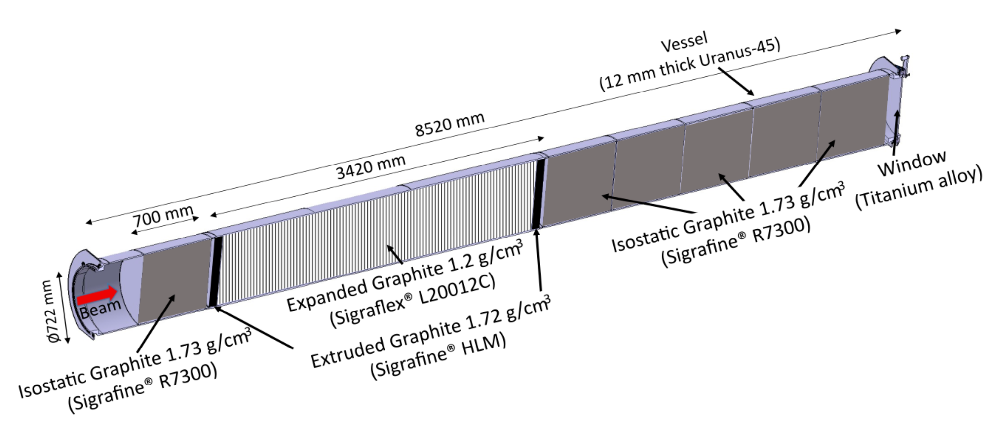 Vessel
(12 mm thick Uranus-45)
8520 mm
3420 mm
700 mm
Ø722 mm
Beam
Window
(Titanium alloy)
Isostatic Graphite 1.73 g/cm³
(Sigrafine® R7300)
Expanded Graphite 1.2 g/cm³
(Sigraflex® L20012C)
Extruded Graphite 1.72 g/cm³
(Sigrafine® HLM)
Isostatic Graphite 1.73 g/cm³
(Sigrafine® R7300)